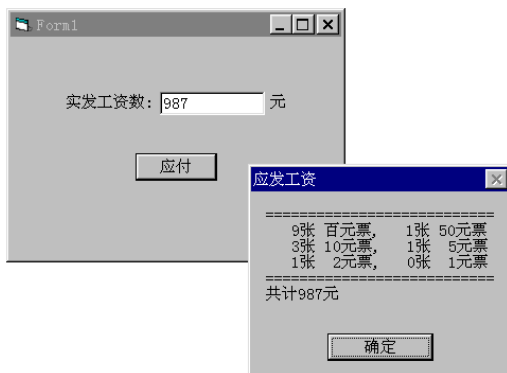 Form1
实发工资数: 987 元
应付
应发工资
===========================
9张 百元票, 1张 50元票
3张 10元票, 1张 5元票
1张 2元票, 0张 1元票
===========================
共计987元
确定